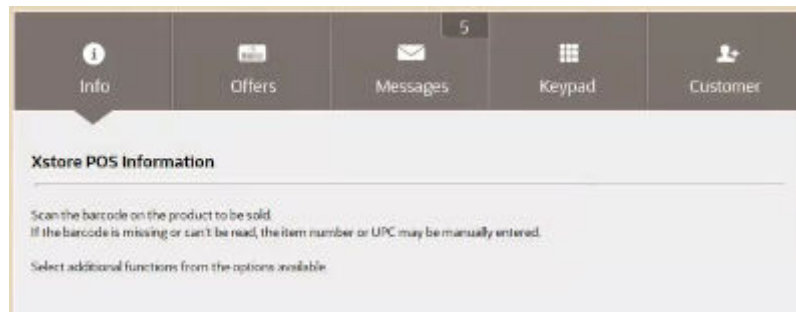 5
Info
Offers
Messages
Keypad
Customer
Xstore POS Information
Scan the barcode on the product to be sold.
If the barcode is missing or can't be read, the item number or UPC may be manually entered.
Select additional functions from the options available.